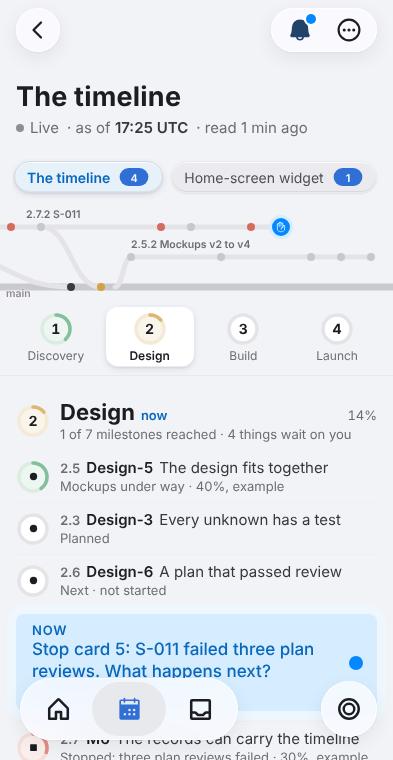 The timeline
Live · as of 17:25 UTC · read 1 min ago
The timeline 4
Home-screen widget 1
2.7.2 S-011
2.5.2 Mockups v2 to v4
main
1 2 3 4
Discovery Design Build Launch
2 Design now 14%
1 of 7 milestones reached · 4 things wait on you
2.5 Design-5 The design fits together
Mockups under way · 40%, example
2.3 Design-3 Every unknown has a test
Planned
2.6 Design-6 A plan that passed review
Next · not started
NOW
Stop card 5: S-011 failed three plan
reviews. What happens next?
The records can carry the timeline
Stopped: three plan reviews failed · 30%, example